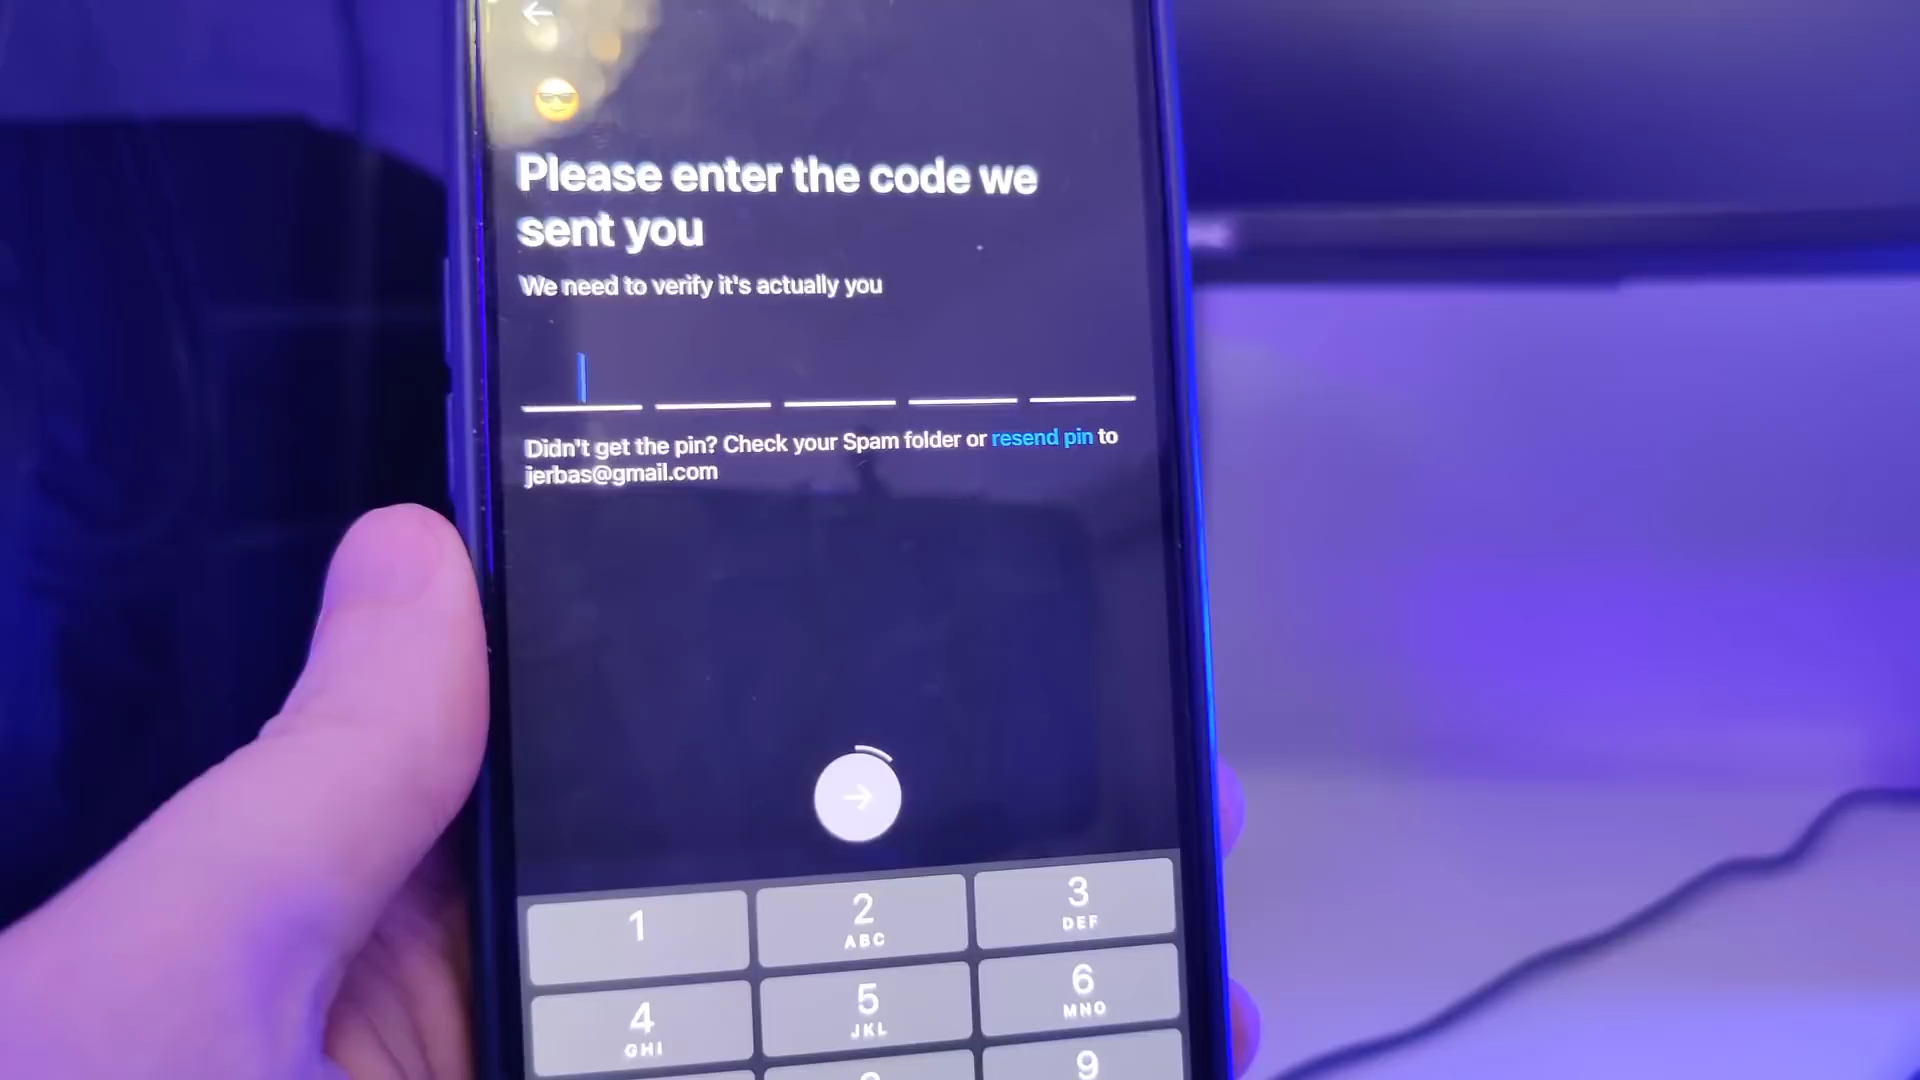 Please enter the code we
sent you
We need to verify it's actually you
Didn't get the pin? Check your Spam folder or resend pin to
jerbas@gmail.com
1
2
ABC
3
DEF
4
GHI
5
JKL
6
MNO
9